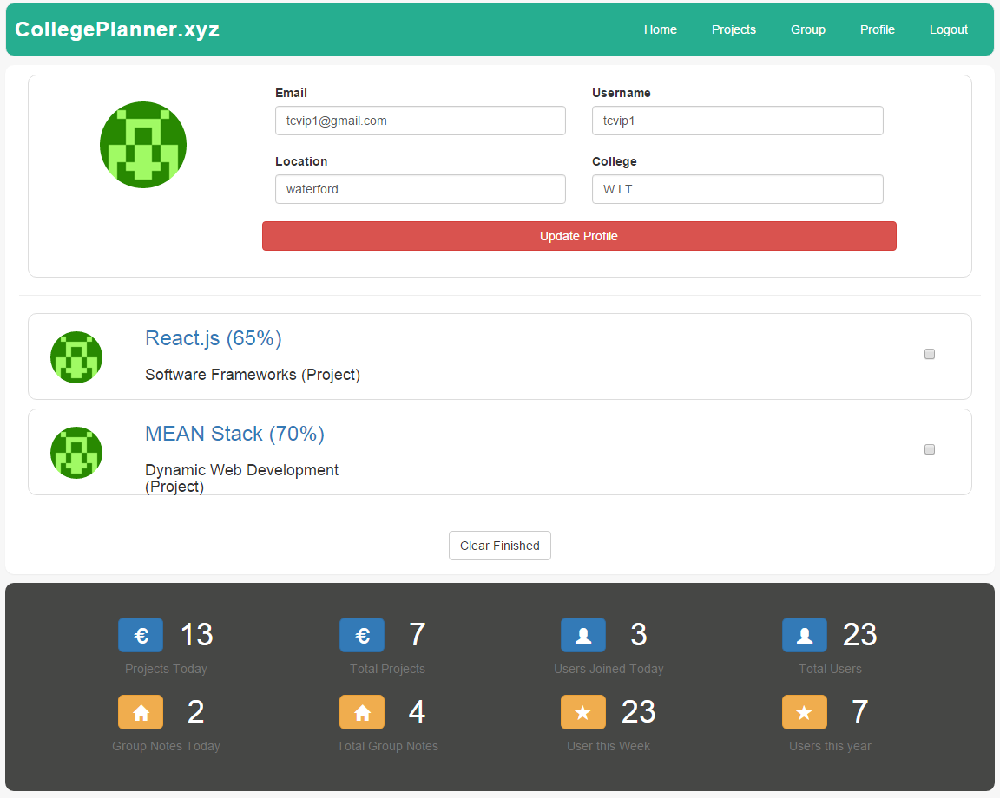 CollegePlanner.xyz Home Projects Group Profile Logout
Email Username
tcvip1@gmail.com tcvip1
Location College
waterford W.I.T.
Update Profile
React.js (65%)
Software Frameworks (Project)
MEAN Stack (70%)
Dynamic Web Development
(Project)
Clear Finished
€ 13 € 7 3 23
Projects Today Total Projects Users Joined Today Total Users
2 4 23 7
Group Notes Today Total Group Notes User this Week Users this year